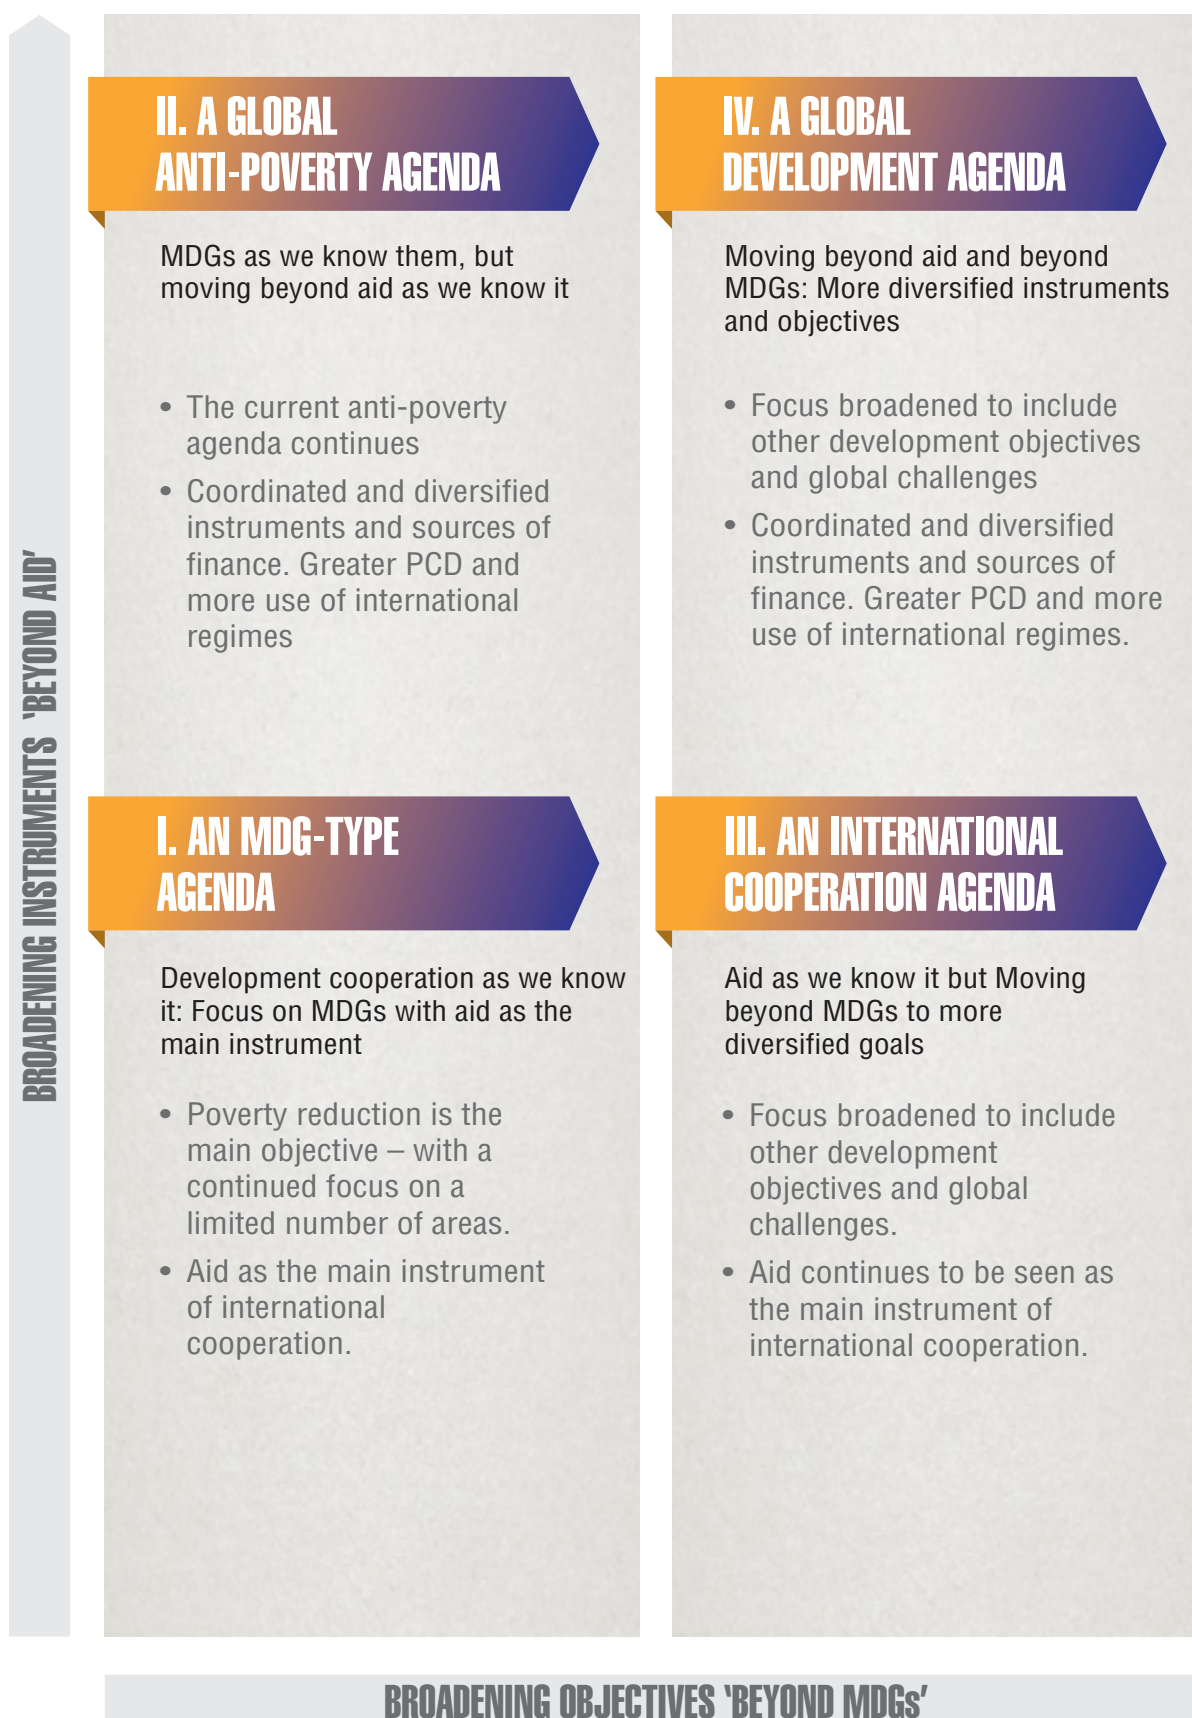 II. A GLOBAL
ANTI-POVERTY AGENDA
MDGs as we know them, but
moving beyond aid as we know it
• The current anti-poverty
agenda continues
• Coordinated and diversified
instruments and sources of
finance. Greater PCD and
more use of international
regimes
IV. A GLOBAL
DEVELOPMENT AGENDA
Moving beyond aid and beyond
MDGs: More diversified instruments
and objectives
• Focus broadened to include
other development objectives
and global challenges
• Coordinated and diversified
instruments and sources of
finance. Greater PCD and more
use of international regimes.
I. AN MDG-TYPE
AGENDA
Development cooperation as we know
it: Focus on MDGs with aid as the
main instrument
• Poverty reduction is the
main objective – with a
continued focus on a
limited number of areas.
• Aid as the main instrument
of international
cooperation.
III. AN INTERNATIONAL
COOPERATION AGENDA
Aid as we know it but Moving
beyond MDGs to more
diversified goals
• Focus broadened to include
other development
objectives and global
challenges.
• Aid continues to be seen as
the main instrument of
international cooperation.
BROADENING INSTRUMENTS ‘BEYOND AID’
BROADENING OBJECTIVES ‘BEYOND MDGs’